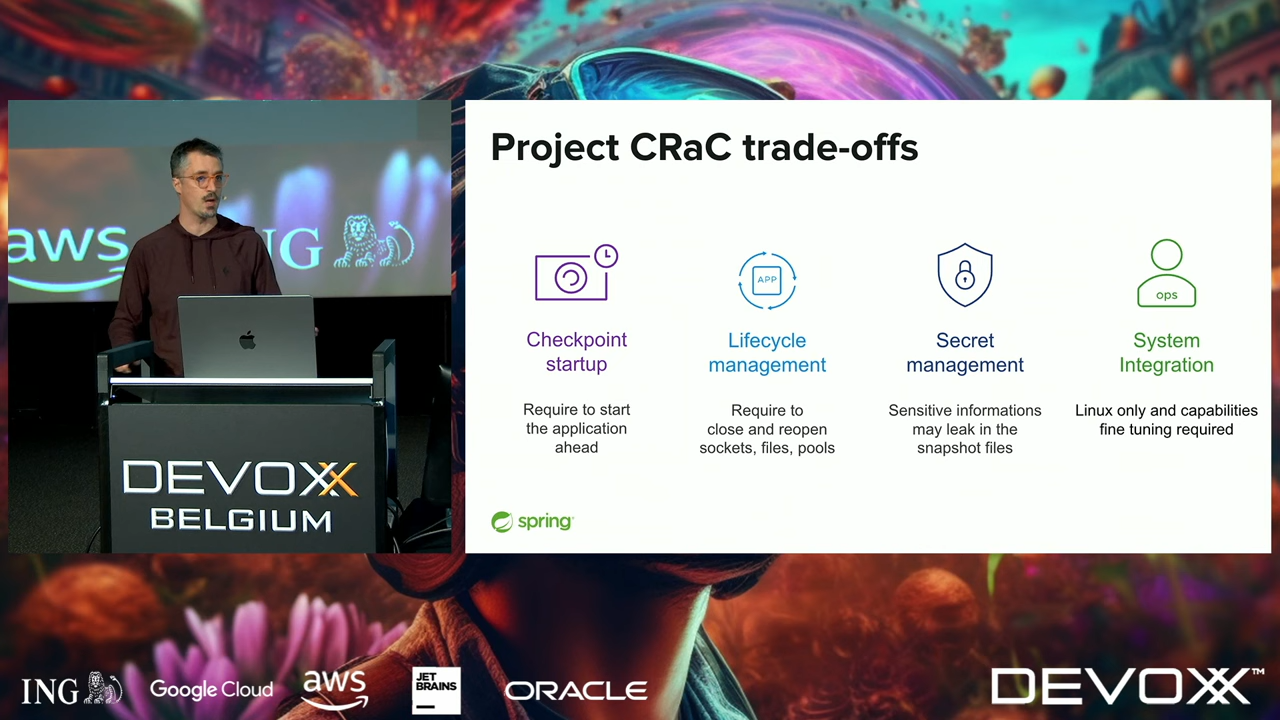 aws
NG
DEVOXX
BELGIUM
Project CRaC trade-offs
APP
ops
Checkpoint
startup
Lifecycle
management
Secret
management
System
Integration
Require to start
the application
ahead
Require to
close and reopen
sockets, files, pools
Sensitive informations
may leak in the
snapshot files
Linux only and capabilities
fine tuning required
spring
ING
Google Cloud
aws
JET
BRAINS
ORACLE
DEVOXX™